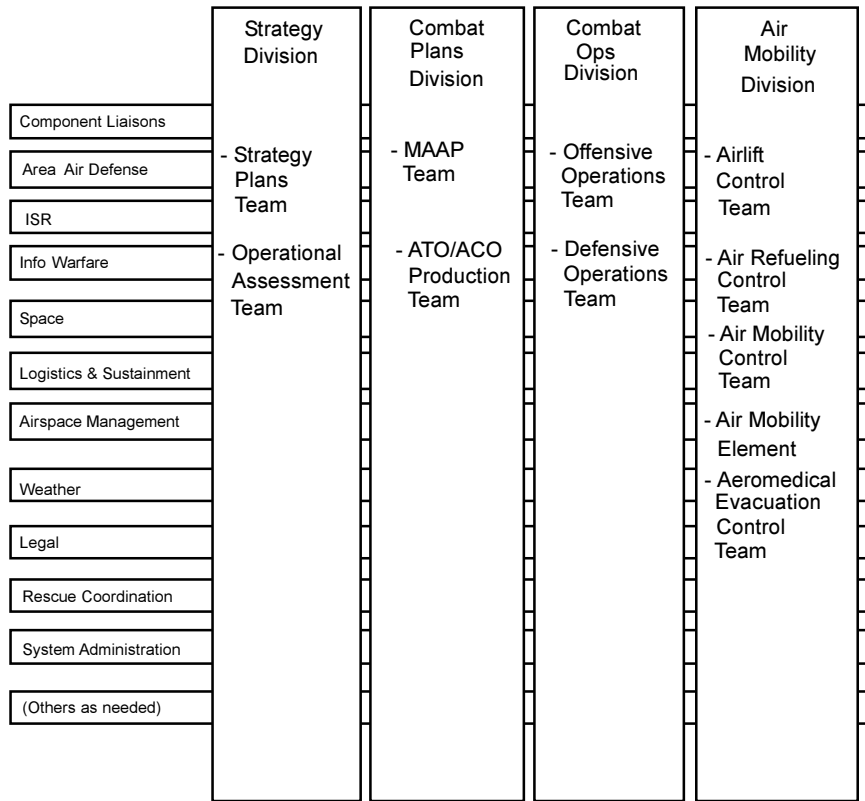 Strategy
Division
Combat
Plans
Division
Combat
Ops
Division
Air
Mobility
Division
Component Liaisons
Area Air Defense
ISR
Info Warfare
Space
Logistics & Sustainment
Airspace Management
Weather
Legal
Rescue Coordination
System Administration
(Others as needed)
- Strategy
Plans
Team
- Operational
Assessment
Team
- MAAP
Team
- ATO/ACO
Production
Team
- Offensive
Operations
Team
- Defensive
Operations
Team
- Airlift
Control
Team
- Air Refueling
Control
Team
- Air Mobility
Control
Team
- Air Mobility
Element
- Aeromedical
Evacuation
Control
Team